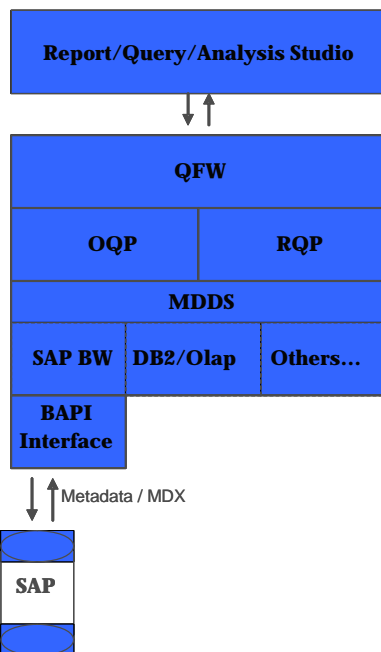 Report/Query/Analysis Studio
QFW
OQP
RQP
MDDS
SAP BW
DB2/Olap
Others...
BAPI
Interface
Metadata / MDX
SAP